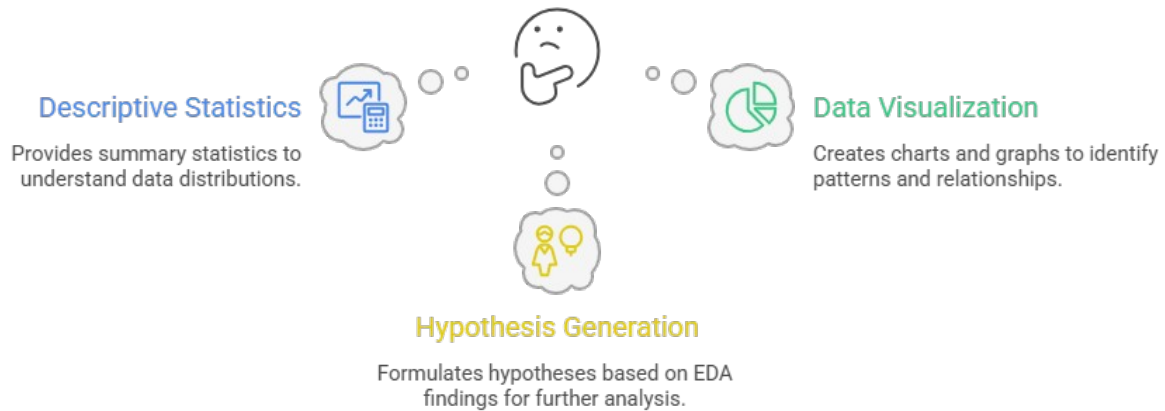 Descriptive Statistics
Provides summary statistics to
understand data distributions.
Data Visualization
Creates charts and graphs to identify
patterns and relationships.
Hypothesis Generation
Formulates hypotheses based on EDA
findings for further analysis.